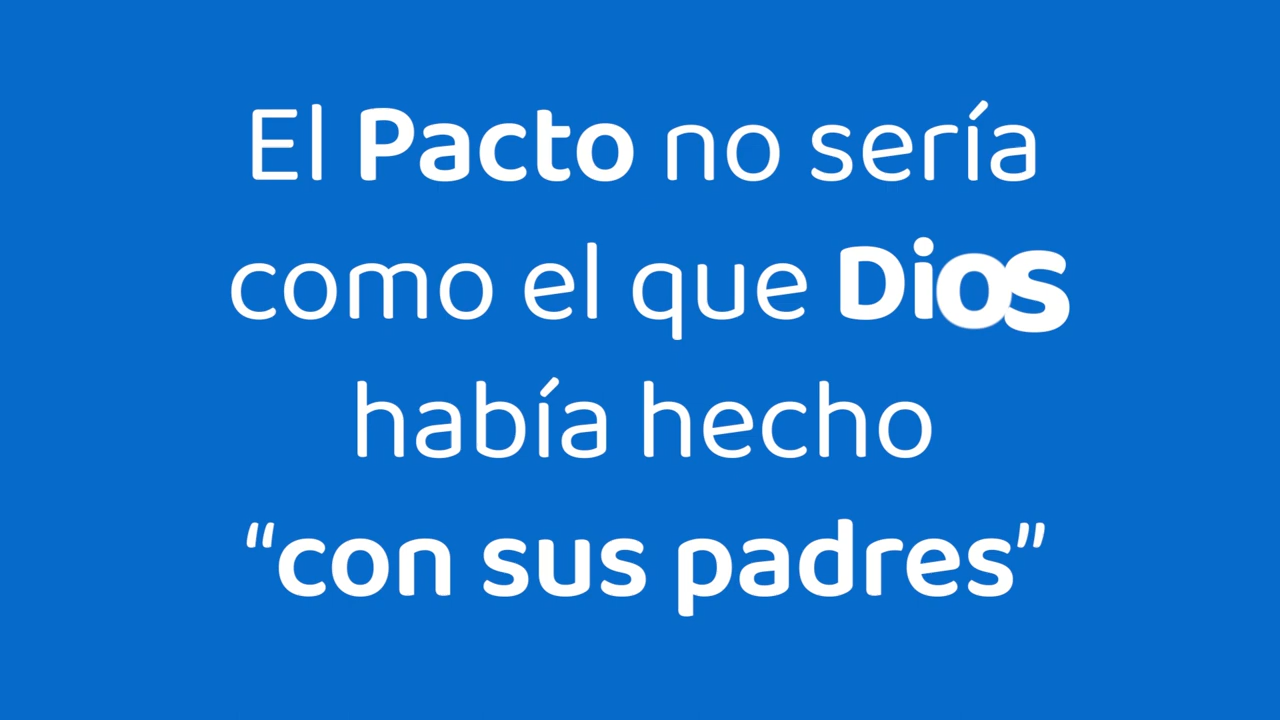 El Pacto no sería
como el que Dios
había hecho
“con sus padres”